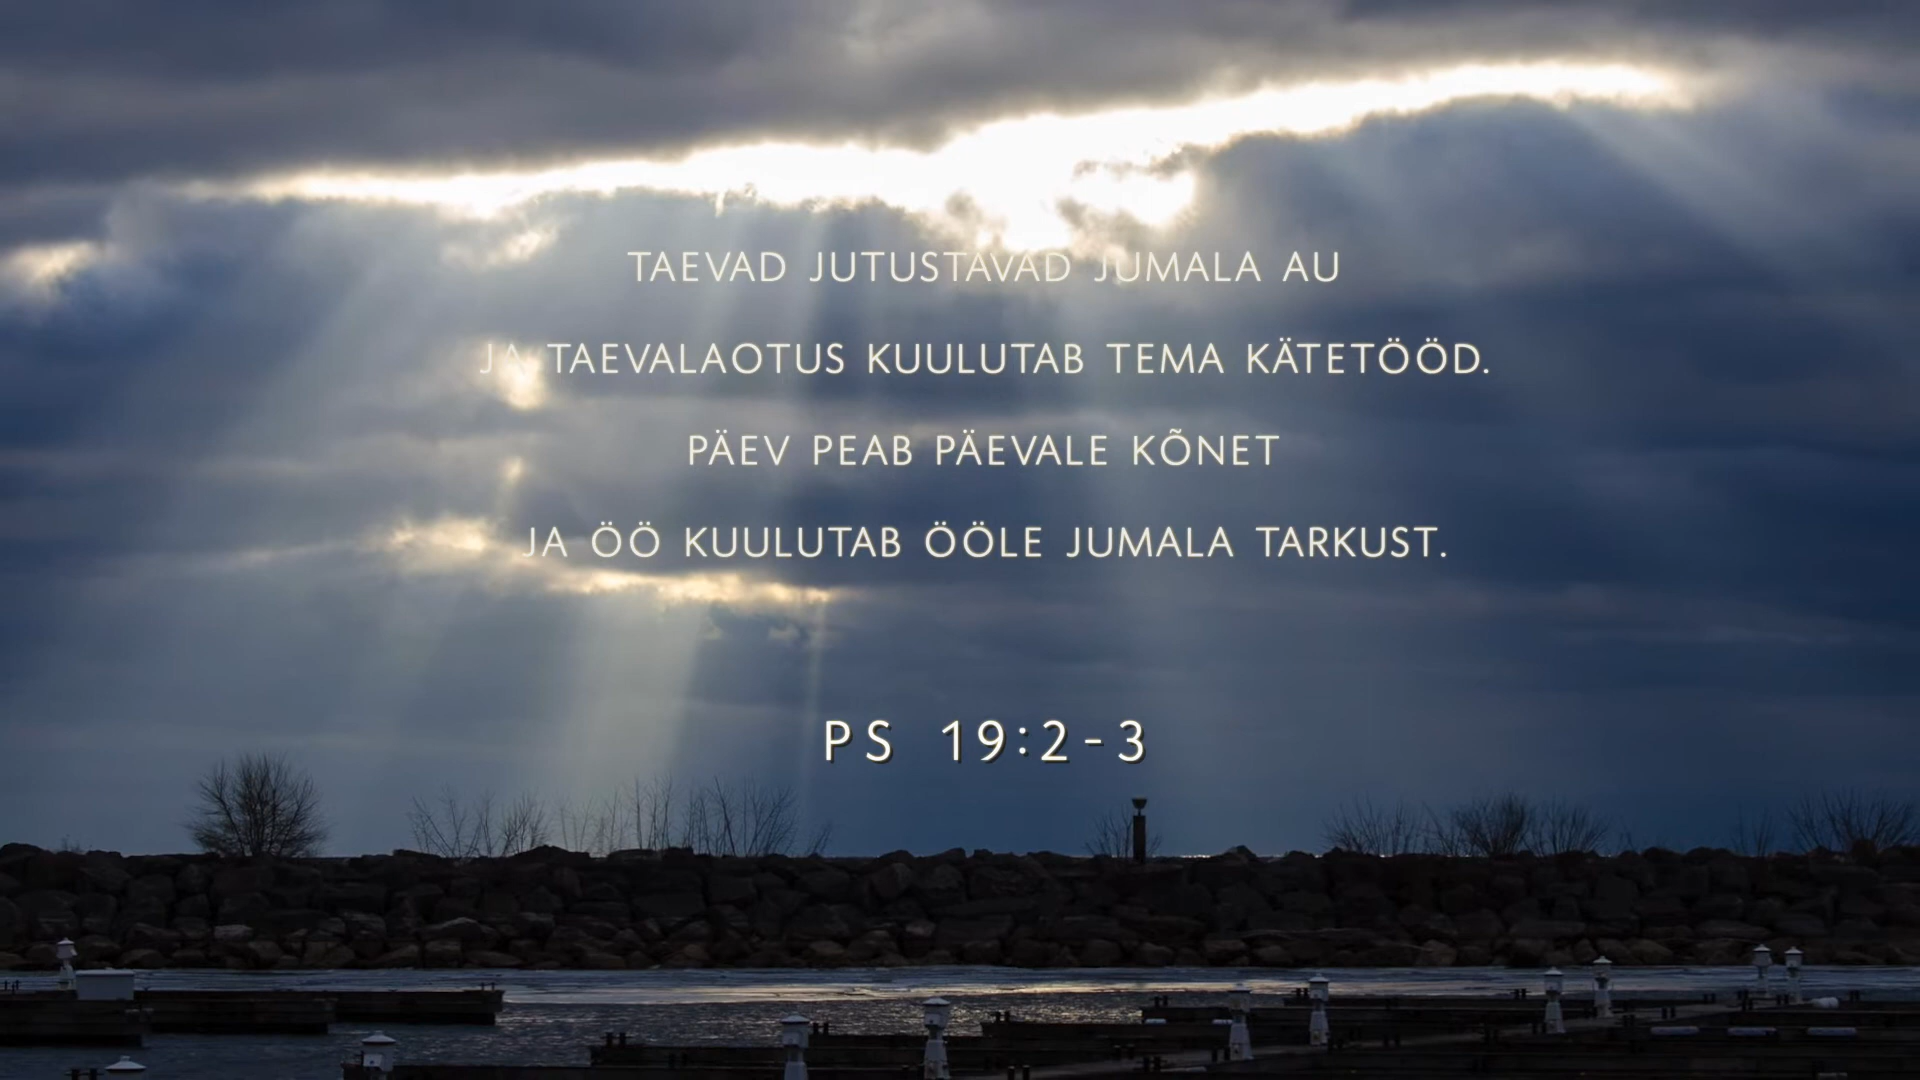 TAEVAD JUTUSTAVAD JUMALA AU
JA TAEVALAOTUS KUULUTAB TEMA KÄTETÖÖD.
PÄEV PEAB PÄEVALE KÕNET
JA ÖÖ KUULUTAB ÖÖLE JUMALA TARKUST.
PS 19:2-3